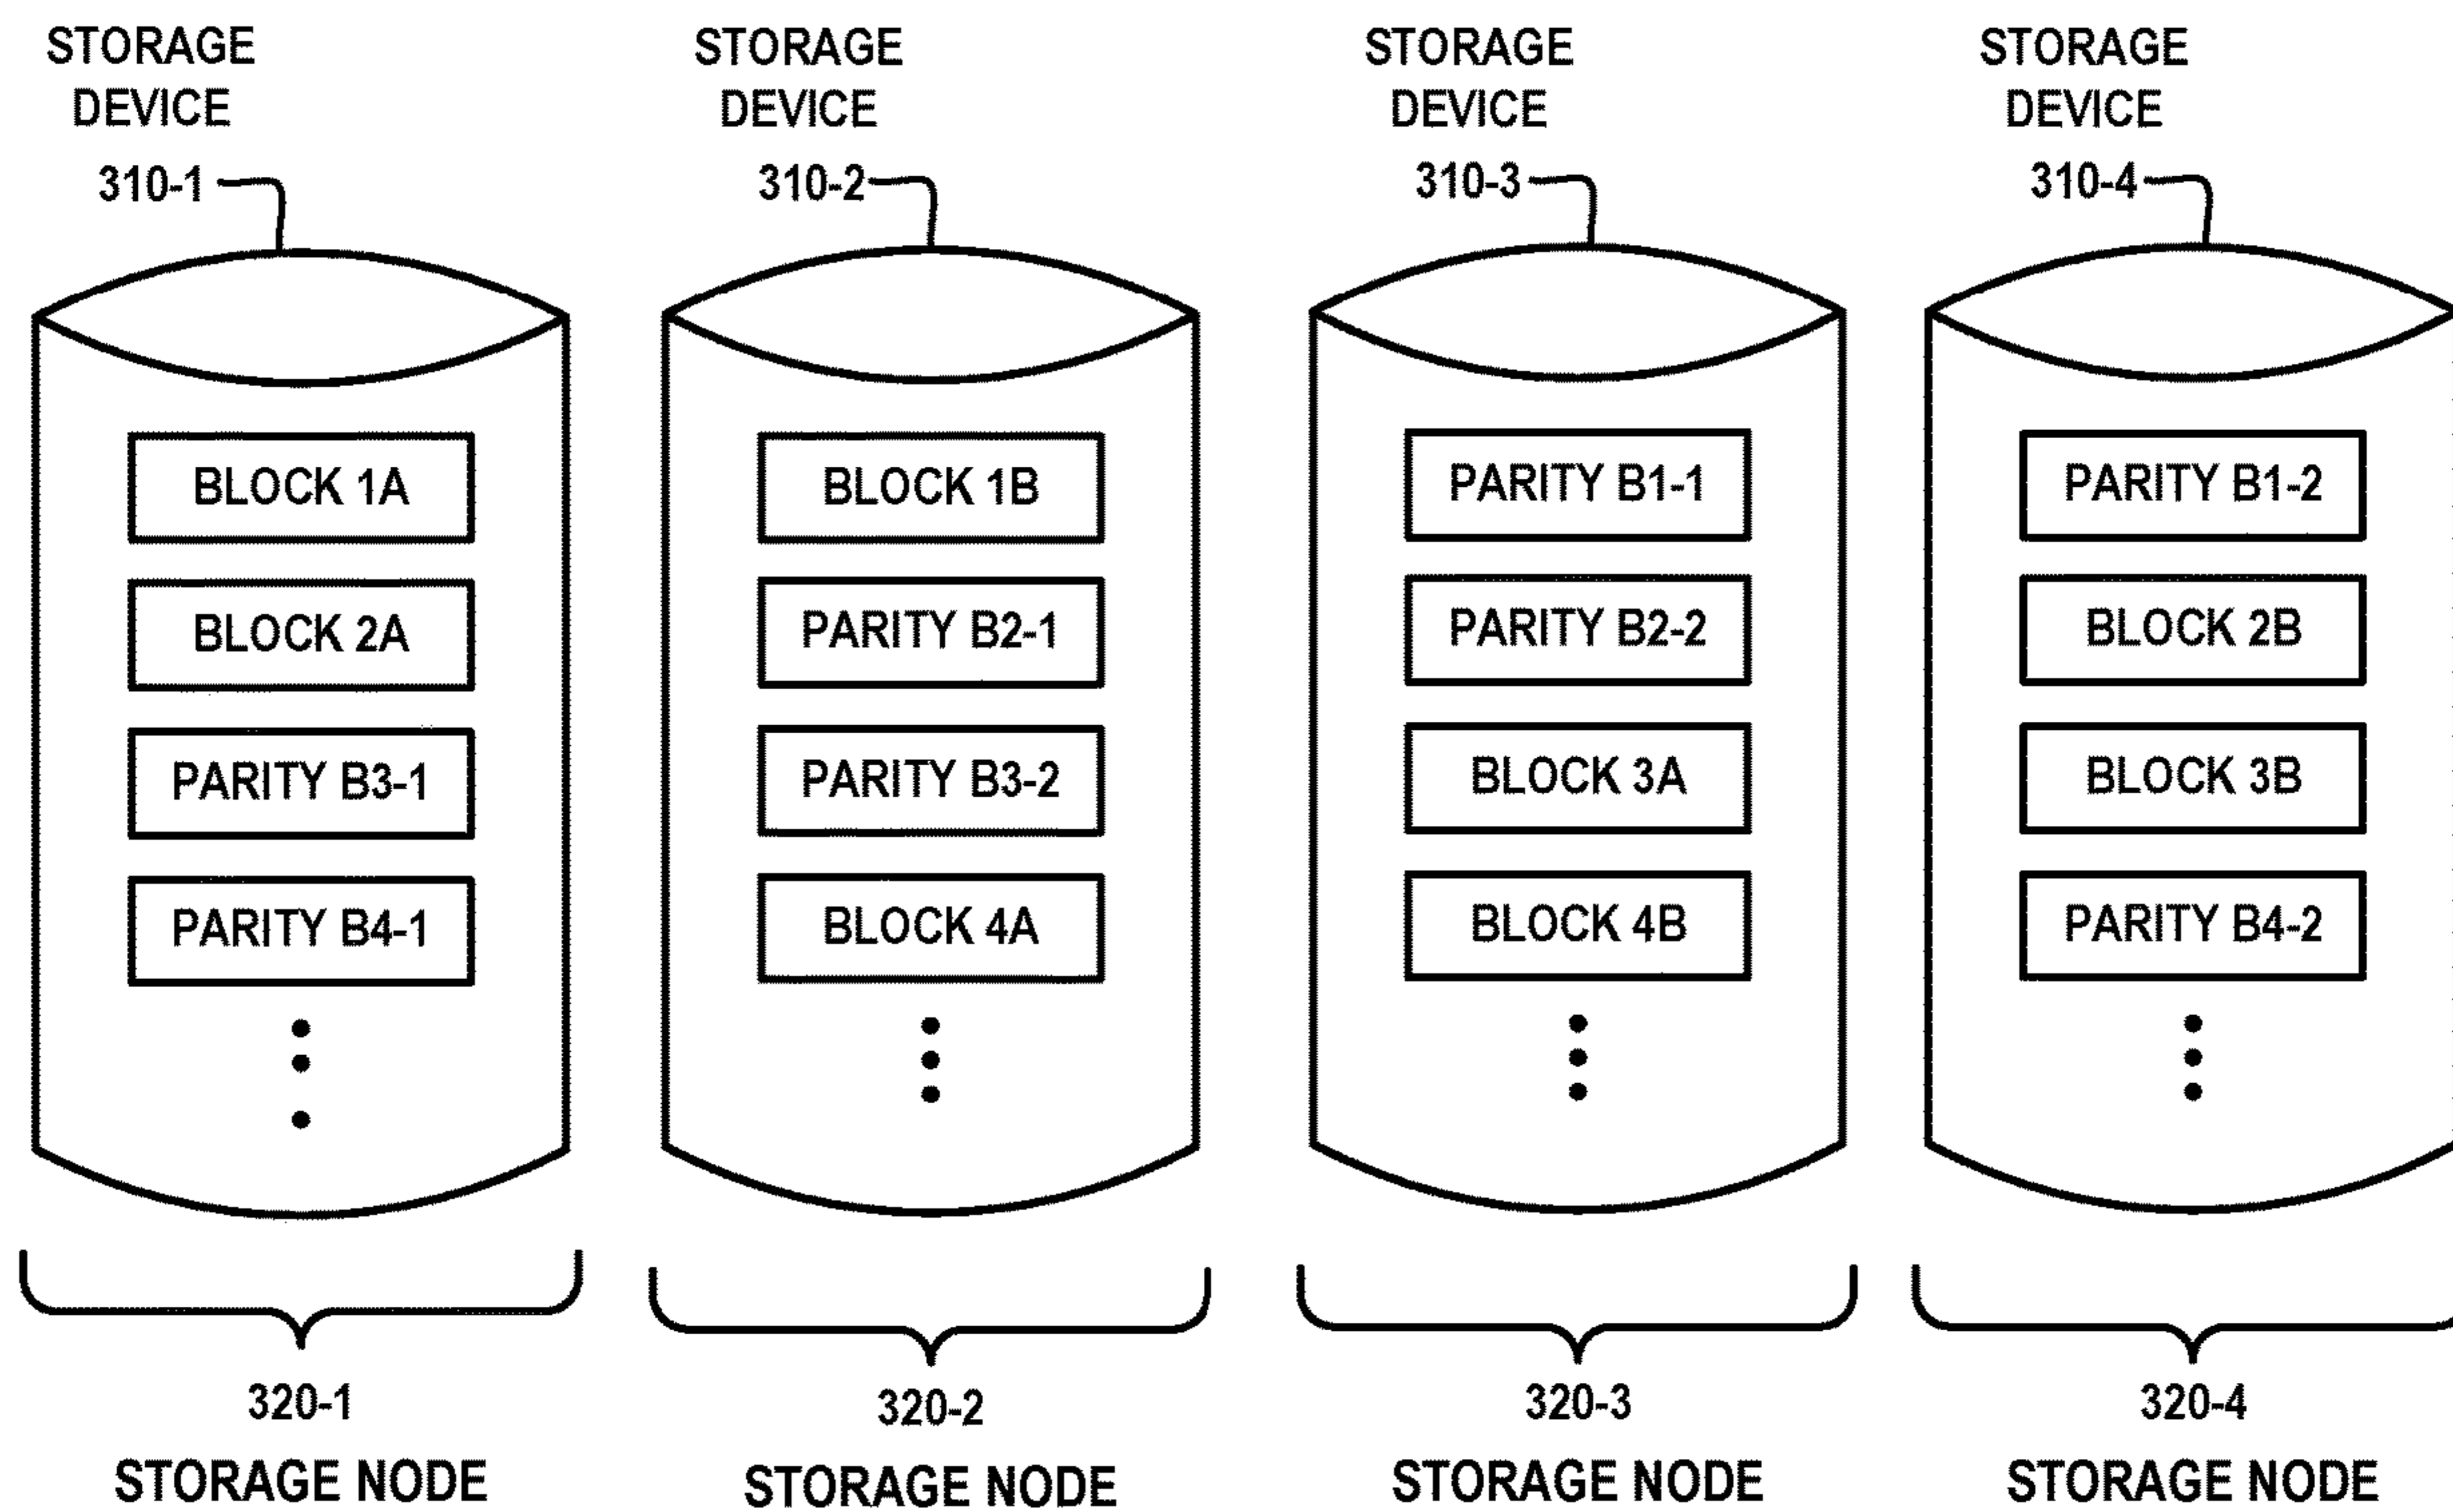 STORAGE
DEVICE
310-1
BLOCK 1A
BLOCK 2A
PARITY B3-1
PARITY B4-1
320-1
STORAGE NODE
STORAGE
DEVICE
310-2
BLOCK 1B
PARITY B2-1
PARITY B3-2
BLOCK 4A
320-2
STORAGE NODE
STORAGE
DEVICE
310-3
PARITY B1-1
PARITY B2-2
BLOCK 3A
BLOCK 4B
320-3
STORAGE NODE
STORAGE
DEVICE
310-4
PARITY B1-2
BLOCK 2B
BLOCK 3B
PARITY B4-2
320-4
STORAGE NODE